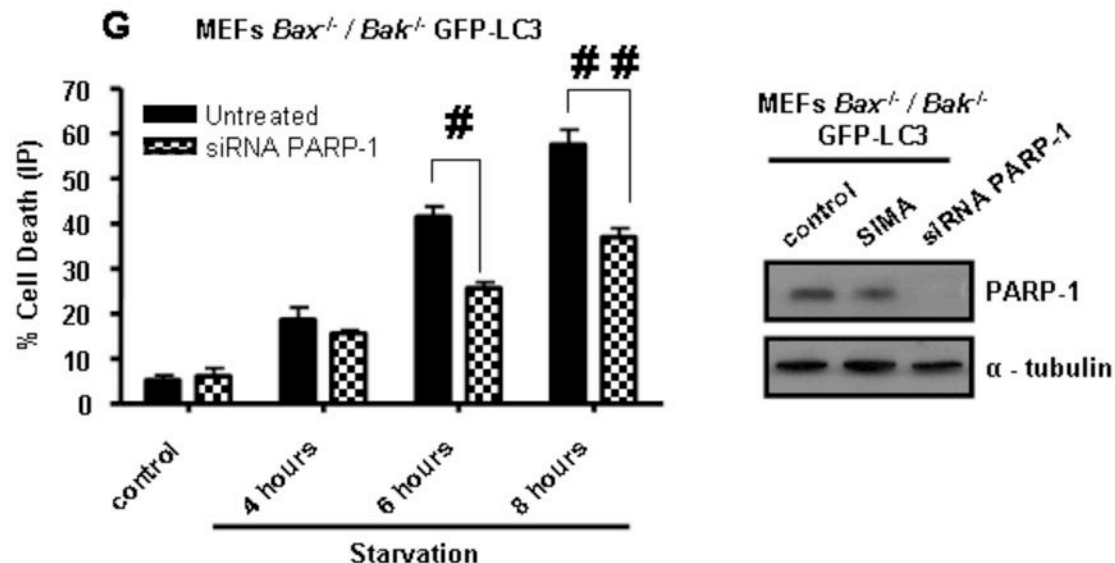 G
MEFs Bax-/- / Bak-/- GFP-LC3
# #
#
70
60
50
40
30
20
10
0
% Cell Death (IP)
Untreated
siRNA PARP-1
control
4 hours
6 hours
8 hours
Starvation
MEFs Bax-/- / Bak-/-
GFP-LC3
control
SIMA
siRNA PARP-1
PARP-1
α - tubulin